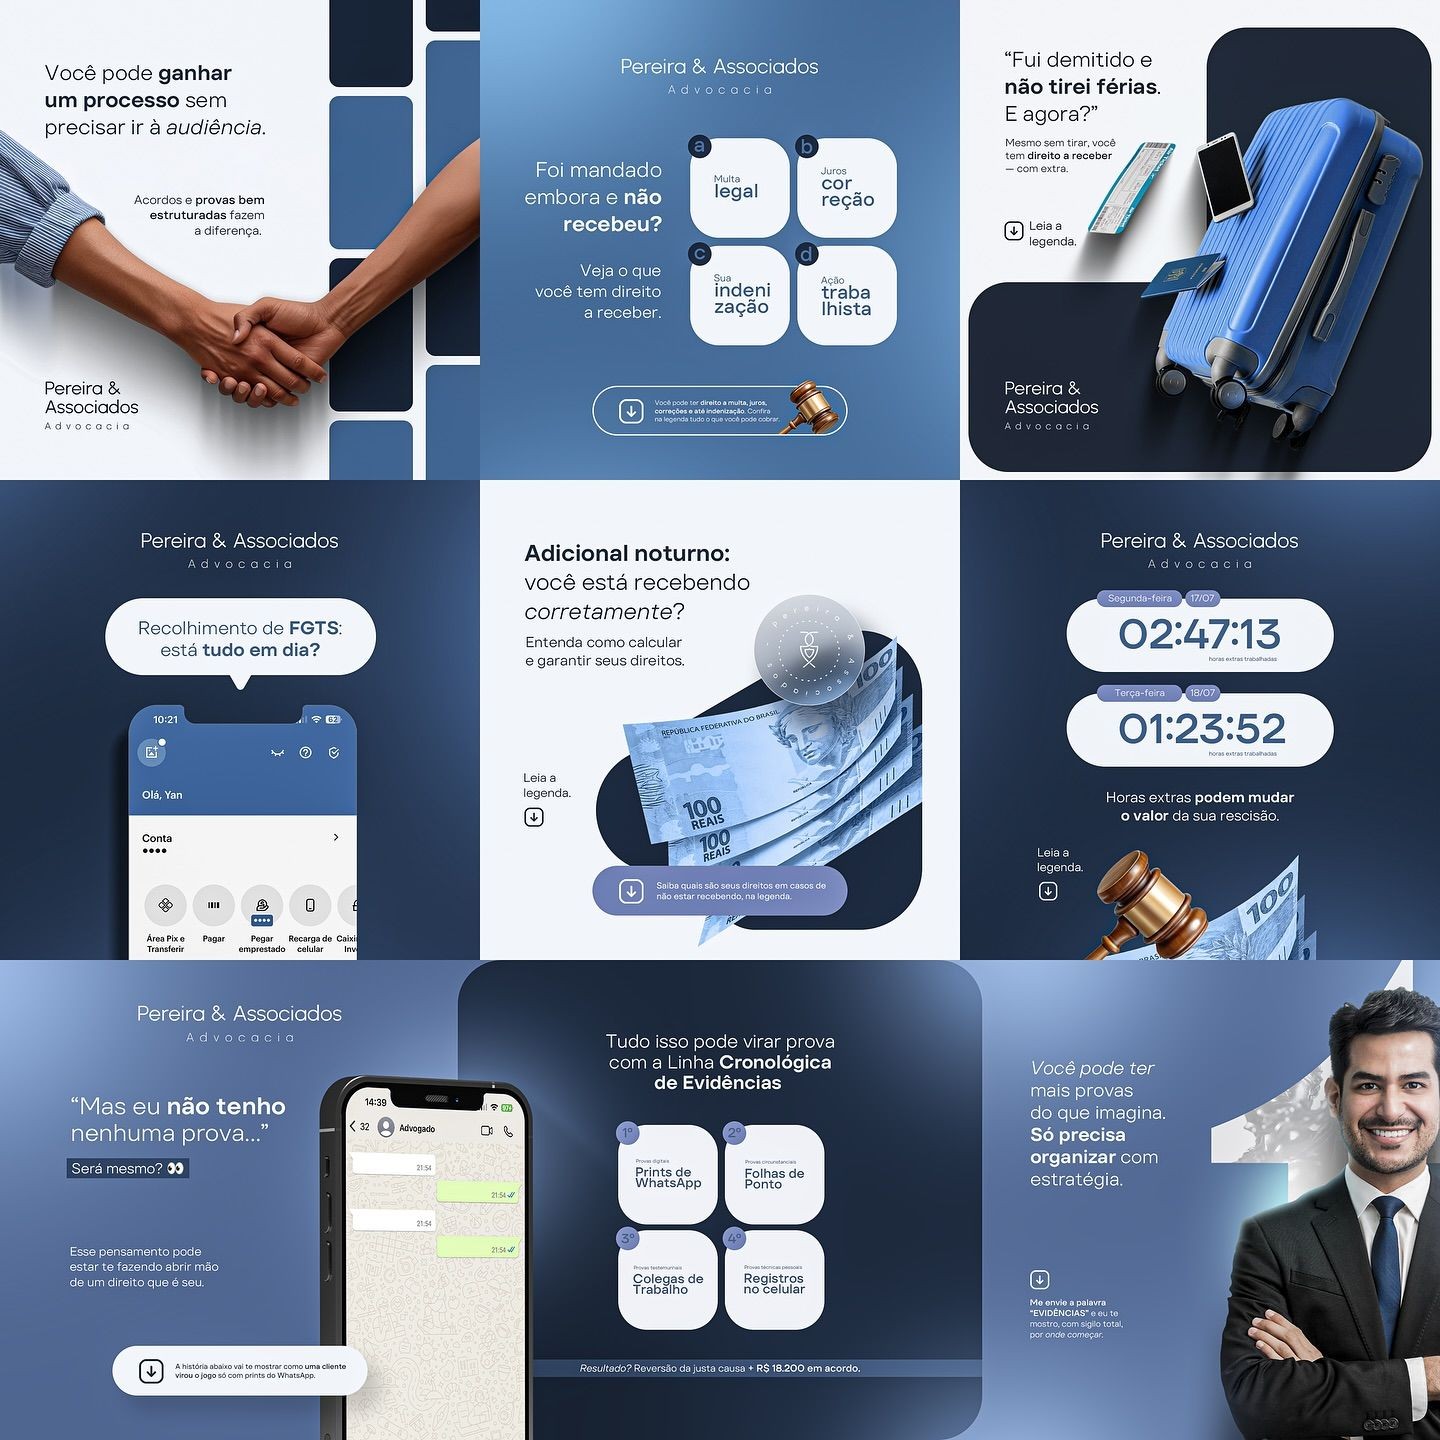 Você pode ganhar
um processo sem
precisar ir à audiência.
Acordos e provas bem
estruturadas fazem
a diferença.
Pereira &
Associados
Advocacia
Pereira & Associados
Advocacia
Foi mandado
embora e não
recebeu?
Veja o que
você tem direito
a receber.
a
Multa
legal
b
Juros
cor
reção
c
Sua
indeni
zação
d
Ação
traba
lhista
Você pode ter direito a multa, juros,
correções e até indenização. Confira
na legenda tudo o que você pode cobrar.
“Fui demitido e
não tirei férias.
E agora?”
Mesmo sem tirar, você
tem direito a receber
— com extra.
Leia a
legenda.
Pereira &
Associados
Advocacia
Pereira & Associados
Advocacia
Recolhimento de FGTS:
está tudo em dia?
10:21
62
Olá, Yan
Conta
Área Pix e
Transferir
Pagar
Pegar
emprestado
Recarga de
celular
Caixi
Inv
Adicional noturno:
você está recebendo
corretamente?
Entenda como calcular
e garantir seus direitos.
Pereira & Associados
REPÚBLICA FEDERATIVA DO BRASIL
100
100
REAIS
100
REAIS
Leia a
legenda.
Saiba quais são seus direitos em casos de
não estar recebendo, na legenda.
Pereira & Associados
Advocacia
Segunda-feira 17/07
02:47:13
horas extras trabalhadas
Terça-feira 18/07
01:23:52
horas extras trabalhadas
Horas extras podem mudar
o valor da sua rescisão.
Leia a
legenda.
100
Pereira & Associados
Advocacia
“Mas eu não tenho
nenhuma prova...”
Será mesmo? 👀
Esse pensamento pode
estar te fazendo abrir mão
de um direito que é seu.
14:39
32 Advogado
21:54
21:54
21:54
21:54
A história abaixo vai te mostrar como uma cliente
virou o jogo só com prints do WhatsApp.
Tudo isso pode virar prova
com a Linha Cronológica
de Evidências
1º
Provas digitais
Prints de
WhatsApp
2º
Provas circunstanciais
Folhas de
Ponto
3º
Provas testemunhais
Colegas de
Trabalho
4º
Provas técnicas pessoais
Registros
no celular
Resultado? Reversão da justa causa + R$ 18.200 em acordo.
Você pode ter
mais provas
do que imagina.
Só precisa
organizar com
estratégia.
Me envie a palavra
“EVIDÊNCIAS” e eu te
mostro, com sigilo total,
por onde começar.